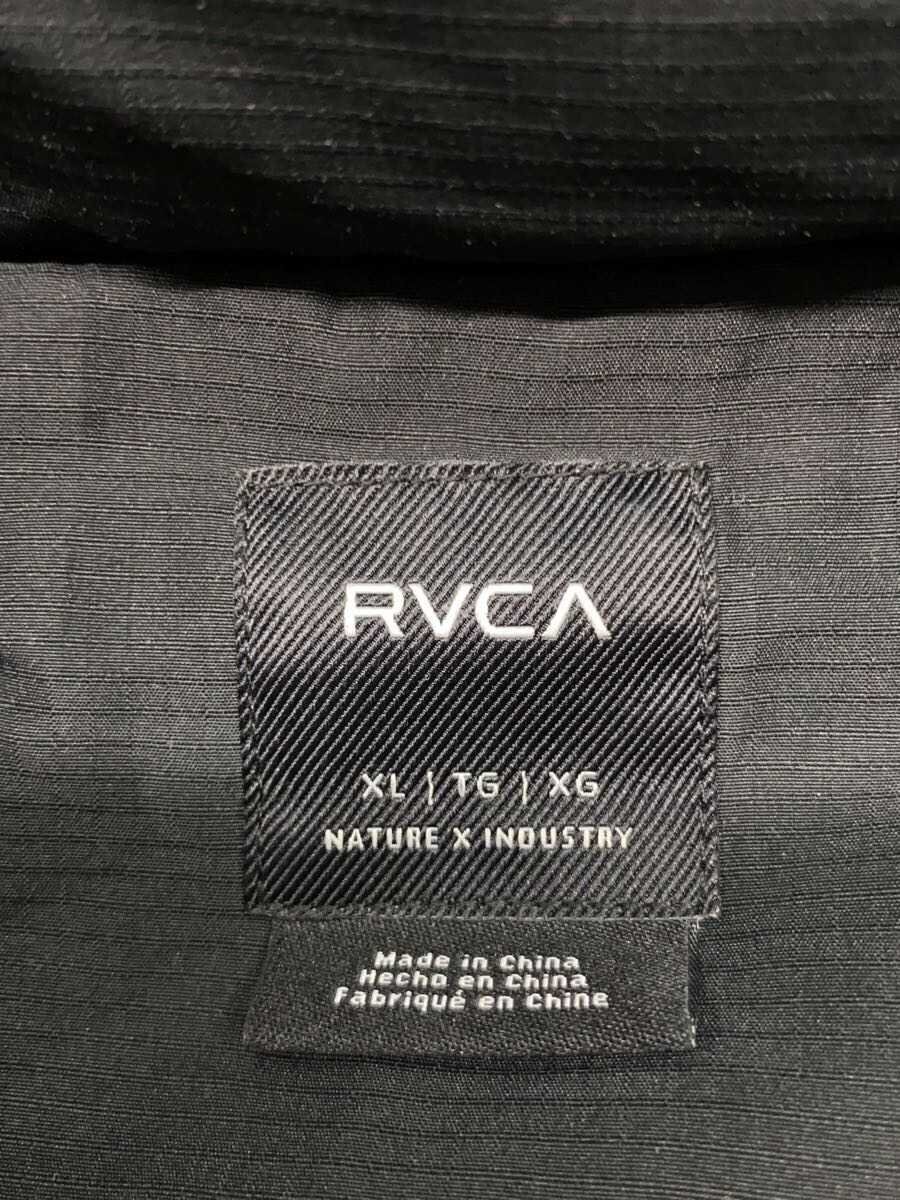 RVCA
XL | TG | XG
NATURE X INDUSTRY
Made in China
Hecho en China
Fabriqué en Chine